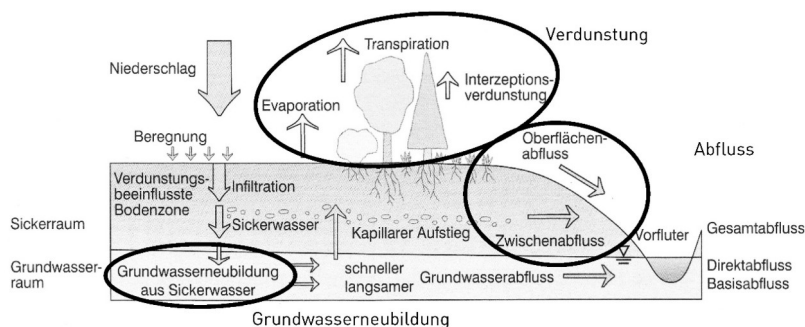 Verdunstung
Transpiration
Niederschlag
Interzeptions-
verdunstung
Evaporation
Beregnung
Oberflächen-
abfluss
Abfluss
Verdunstungs-
beeinflusste
Bodenzone
Infiltration
Sickerraum
Sickerwasser
Kapillarer Aufstieg
Zwischenabfluss
Vorfluter
Gesamtabfluss
Grundwasser-
raum
Grundwasserneubildung
aus Sickerwasser
schneller
langsamer
Grundwasserabfluss
Direktabfluss
Basisabfluss
Grundwasserneubildung